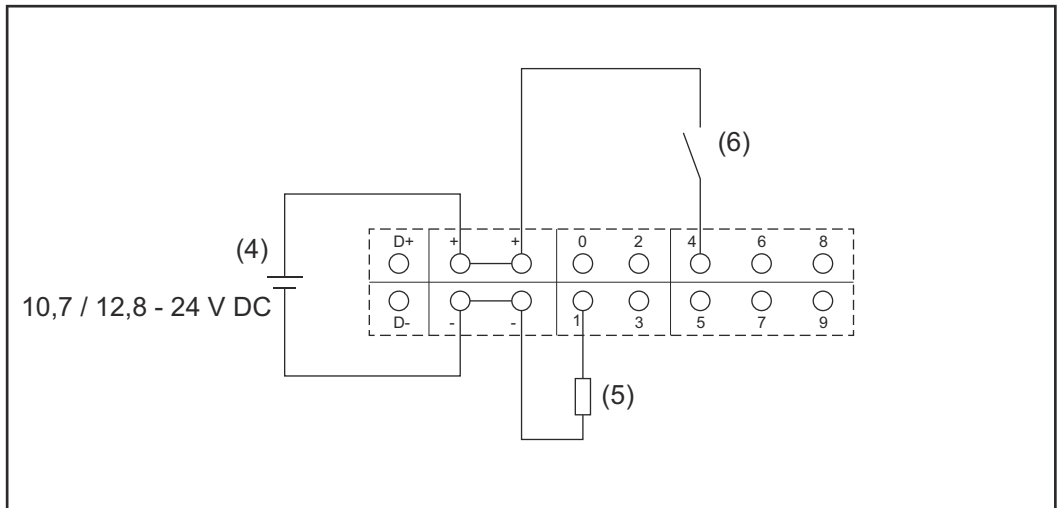 (6)
(4)
10,7 / 12,8 - 24 V DC
D+ + + 0 2 4 6 8
D- - - 1 3 5 7 9
(5)